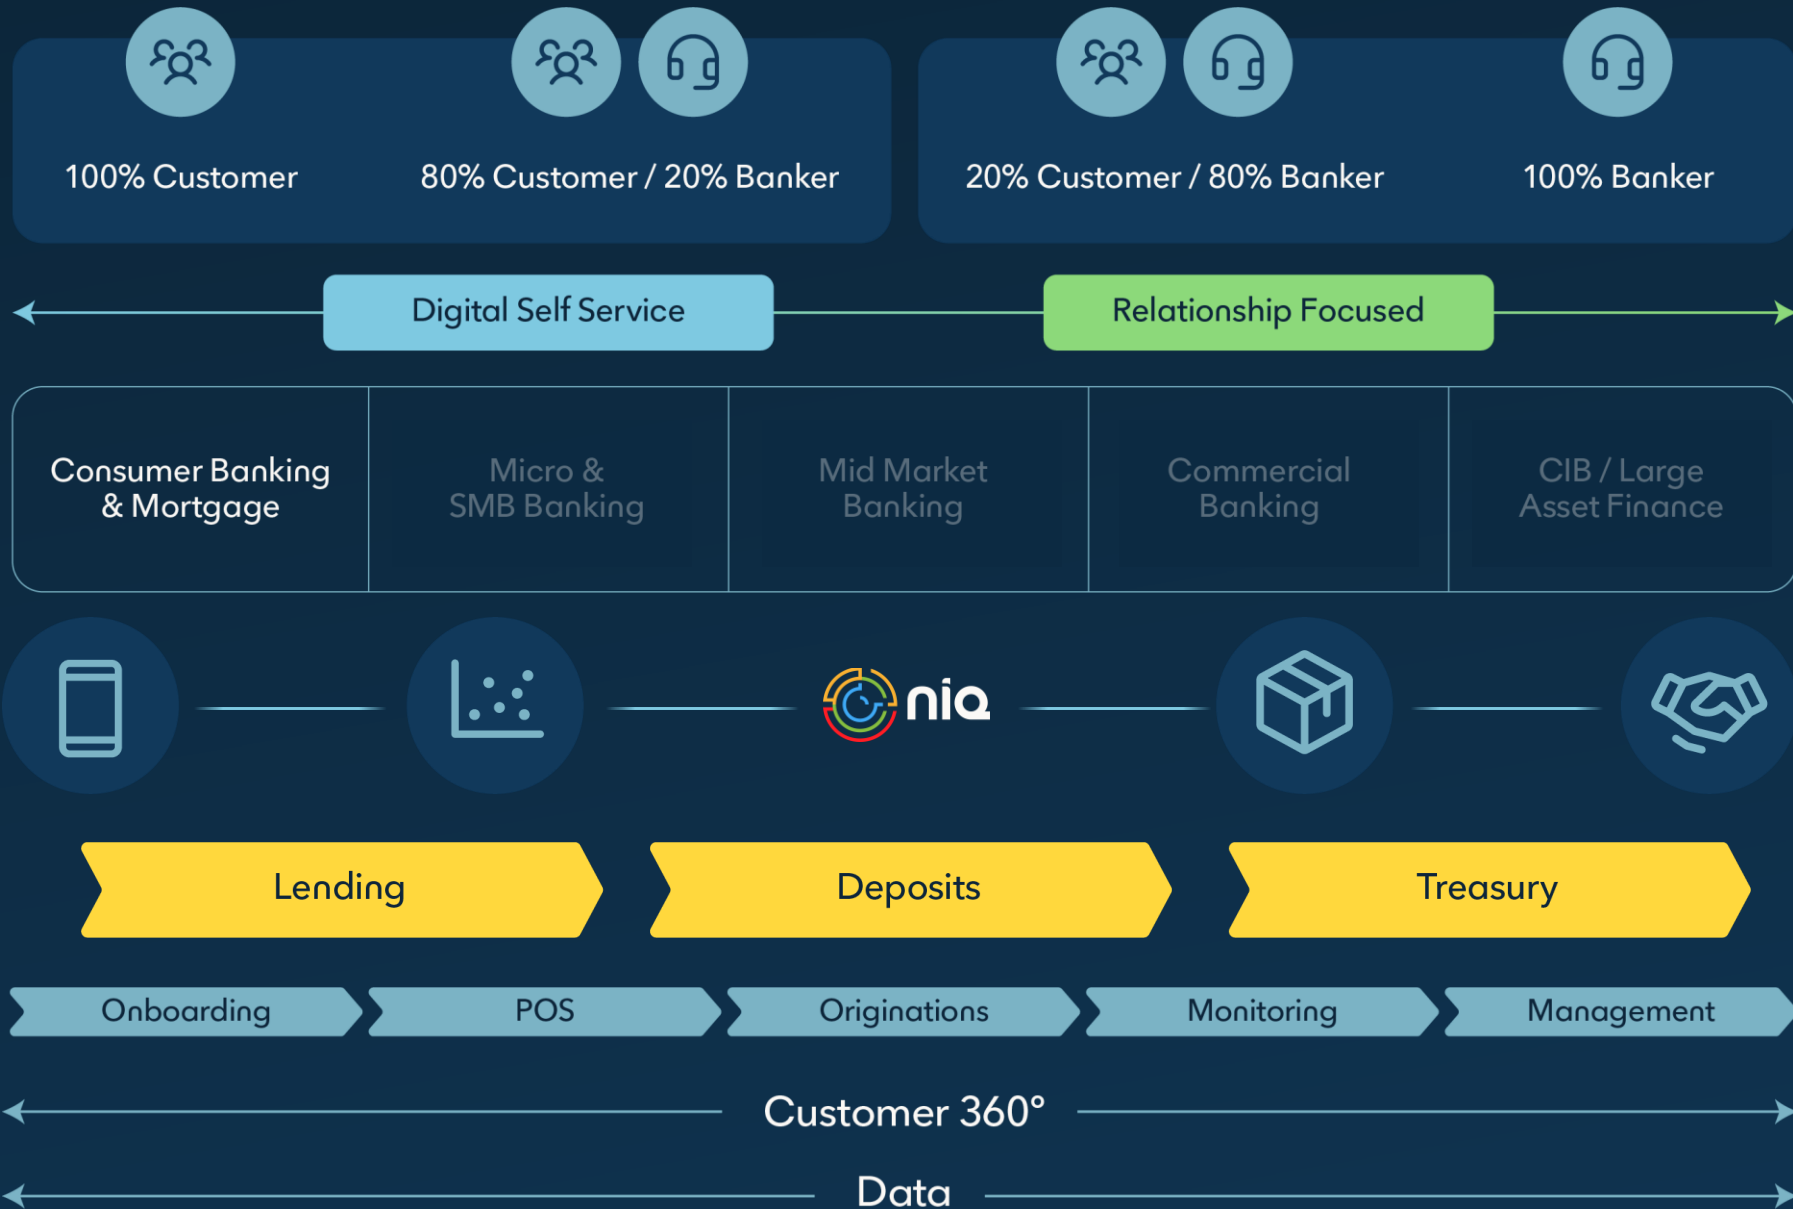 100% Customer
80% Customer / 20% Banker
20% Customer / 80% Banker
100% Banker
Digital Self Service
Relationship Focused
Consumer Banking
& Mortgage
Micro &
SMB Banking
Mid Market
Banking
Commercial
Banking
CIB / Large
Asset Finance
niQ
Lending
Deposits
Treasury
Onboarding
POS
Originations
Monitoring
Management
Customer 360°
Data